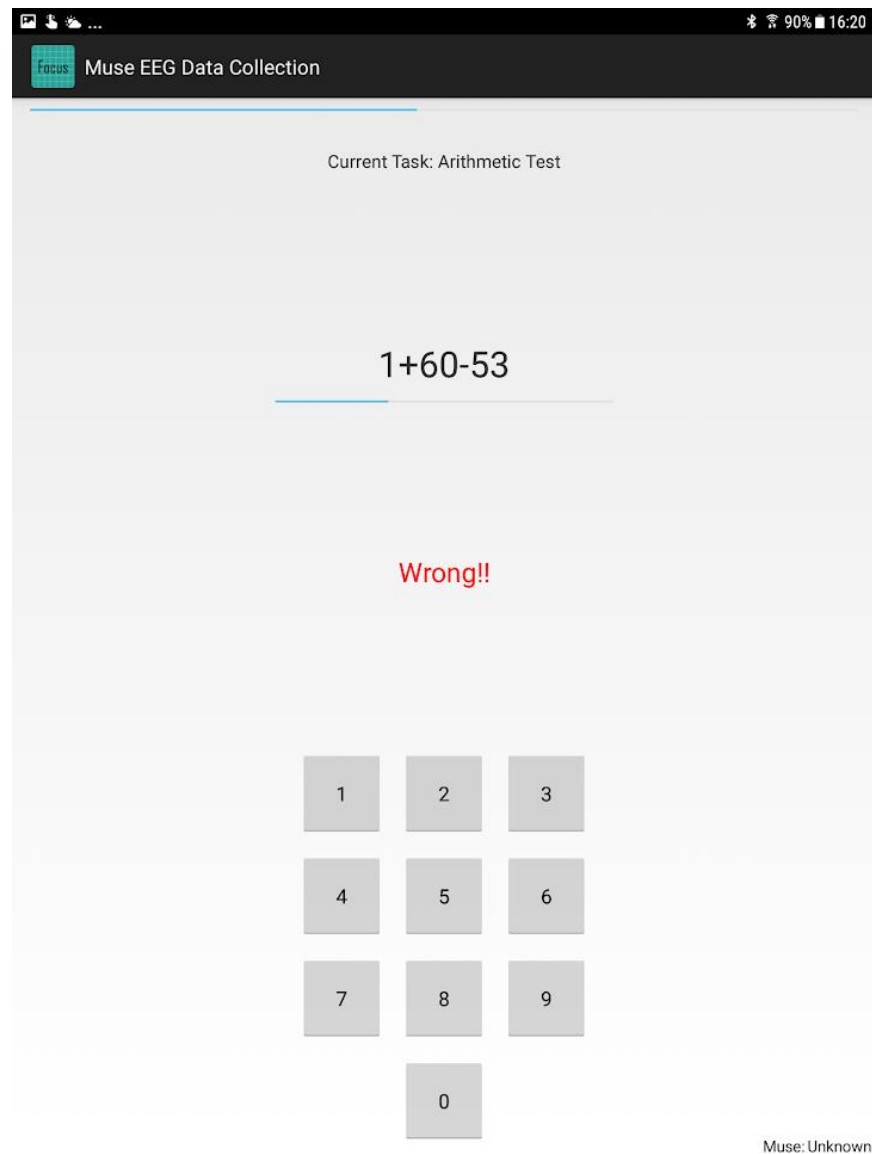 ... 90% 16:20
Focus Muse EEG Data Collection
Current Task: Arithmetic Test
1+60-53
Wrong!!
1 2 3
4 5 6
7 8 9
0
Muse: Unknown